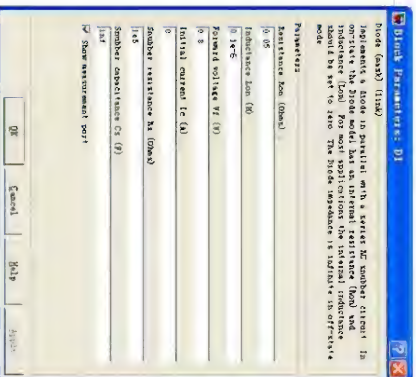 Block Parameters: D1
Diode (mask) (link)
Implements a diode in parallel with a series RC snubber circuit. In
on-state the Diode model has an internal resistance (Ron) and
inductance (Lon). For most applications the internal inductance
should be set to zero. The Diode impedance is infinite in off-state
mode
Parameters
Resistance Ron (Ohms) :
0.05
Inductance Lon (H)
0.1e-6
Forward voltage Vf (V)
0.8
Initial current Ic (A)
0
Snubber resistance Rs (Ohms)
1e5
Snubber capacitance Cs (F)
inf
Show measurement port
OK
Cancel
Help
Apply